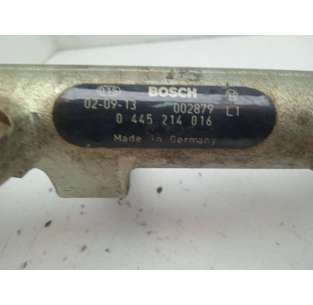 BOSCH
02-09-13 002879 L1
0 445 214 016
Made in Germany